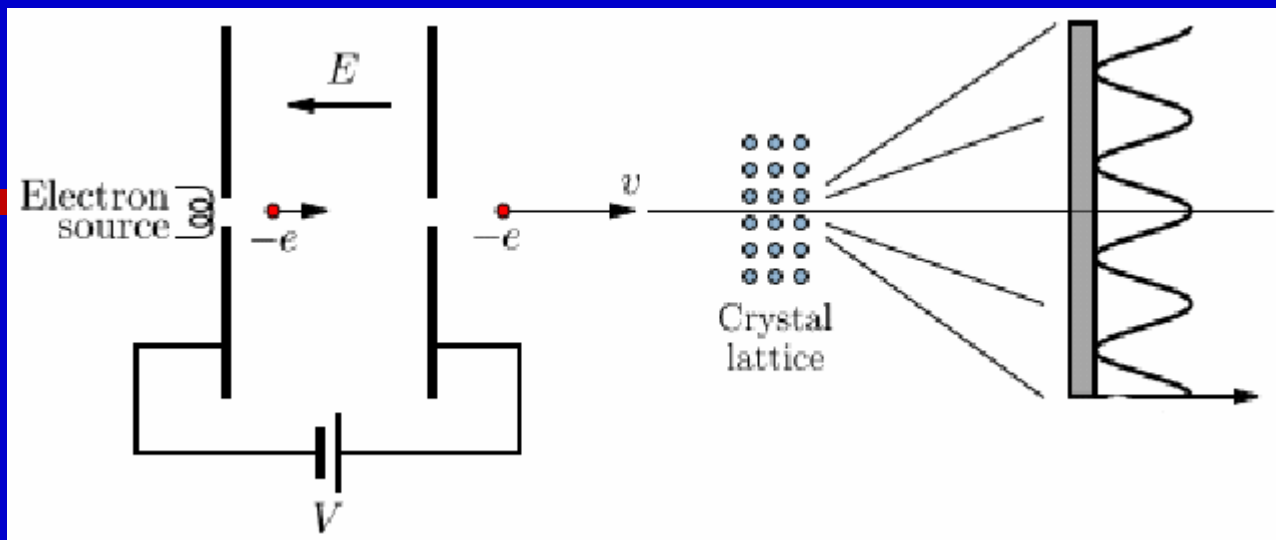 E
Electron
source
−e
−e
v
Crystal
lattice
V